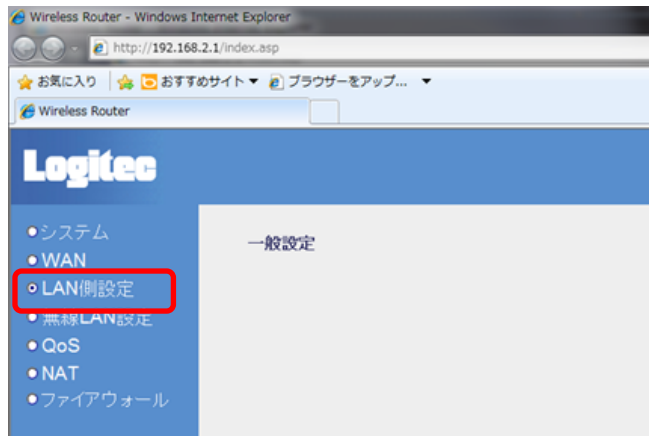 Wireless Router - Windows Internet Explorer
http://192.168.2.1/index.asp
お気に入り おすすめサイト ▼ ブラウザーをアップ... ▼
Wireless Router
Logitec
システム
WAN
LAN側設定
無線LAN設定
QoS
NAT
ファイアウォール
一般設定